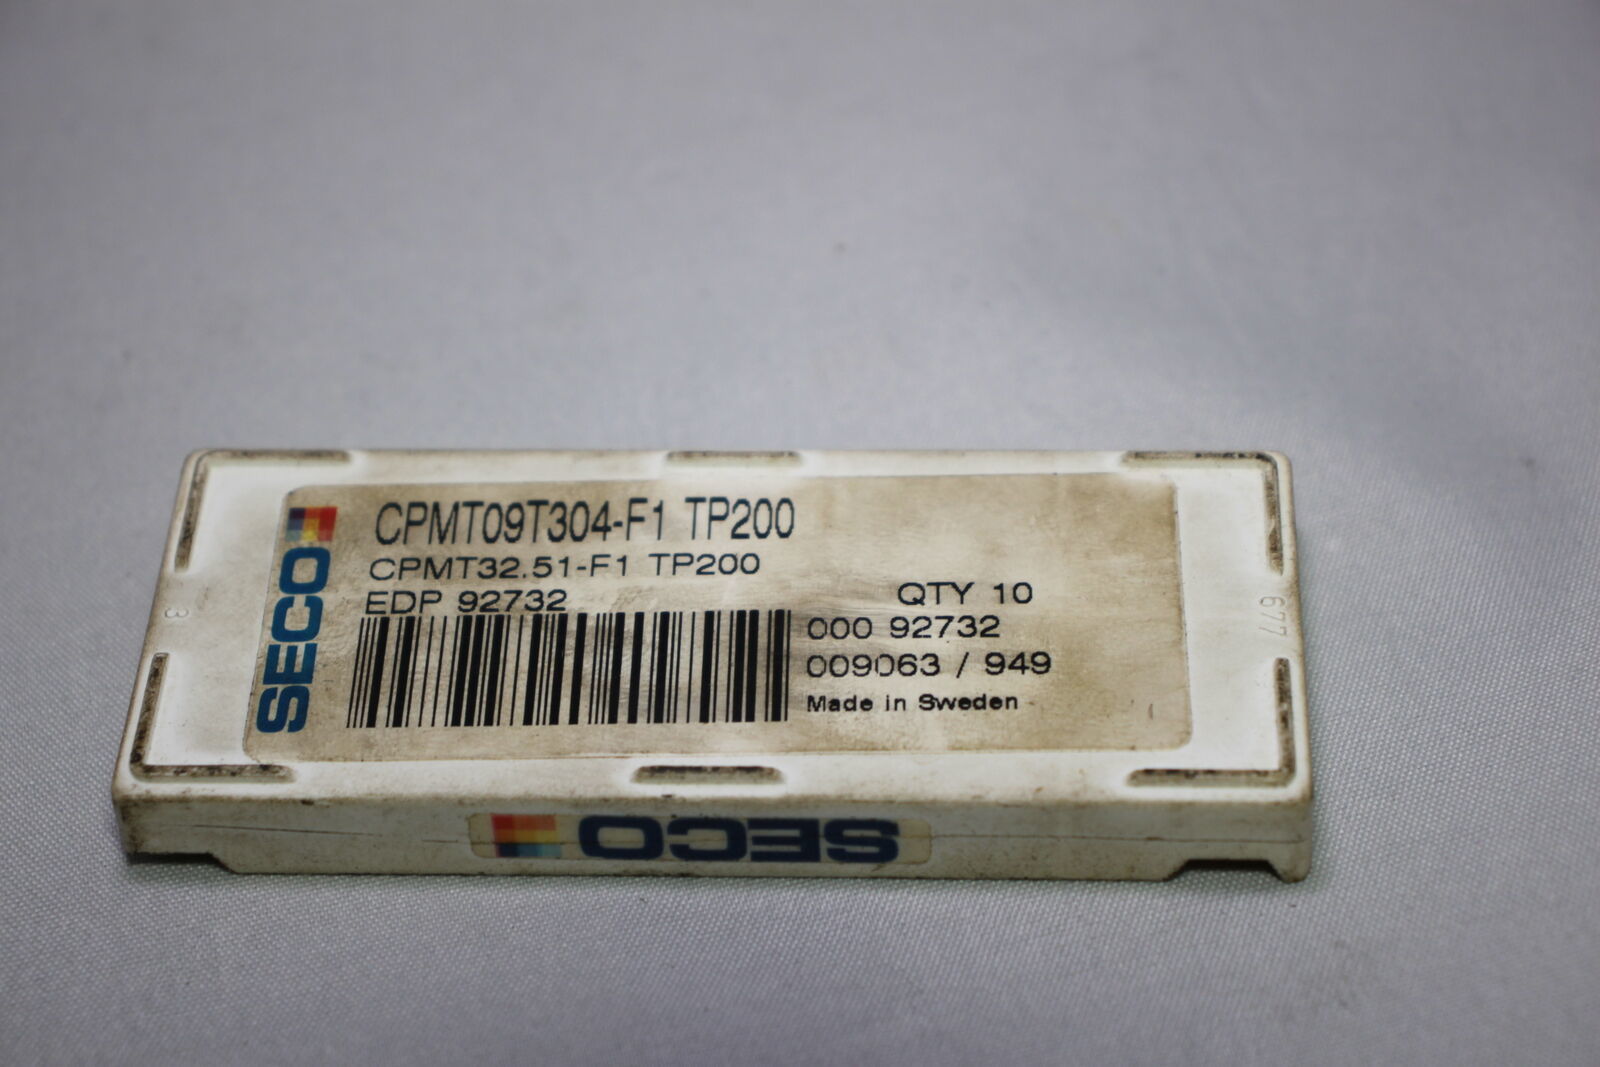 SECO
CPMT09T304-F1 TP200
CPMT32.51-F1 TP200
EDP 92732
QTY 10
000 92732
009063 / 949
Made in Sweden
3
677
SECO